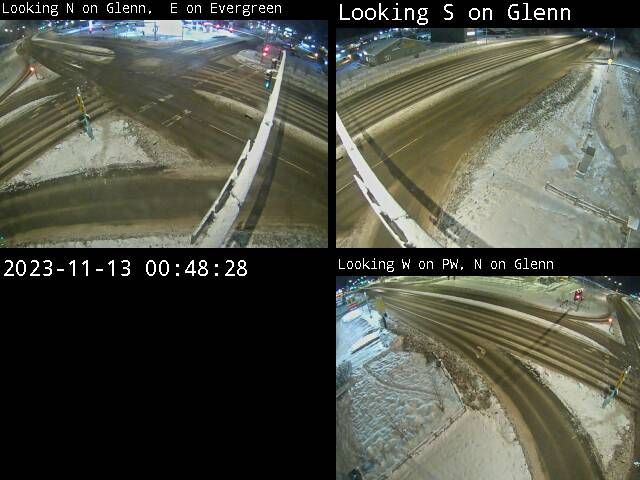 Looking N on Glenn,  E on Evergreen
Looking S on Glenn
2023-11-13 00:48:28
Looking W on PW, N on Glenn